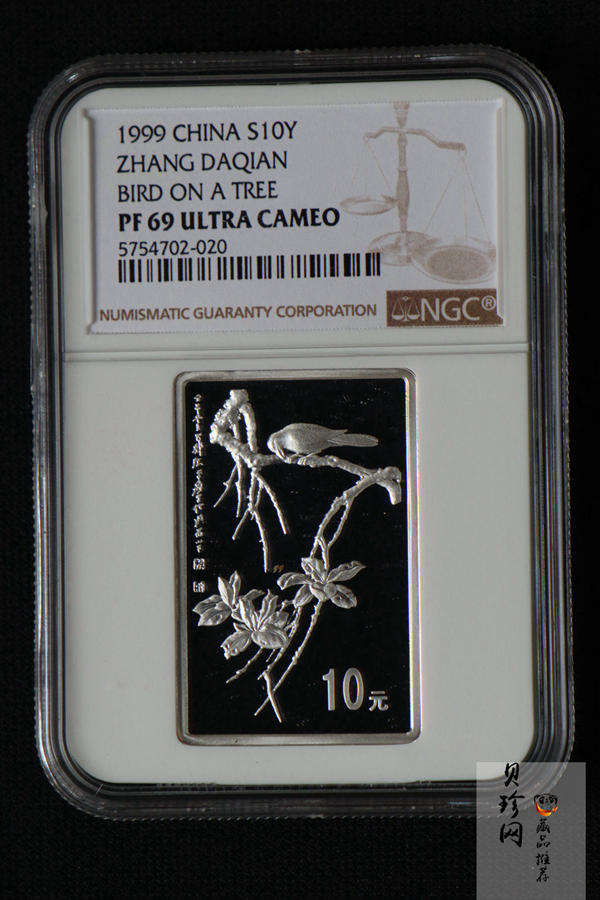 1999 CHINA S10Y
ZHANG DAQIAN
BIRD ON A TREE
PF 69 ULTRA CAMEO
5754702-020
NUMISMATIC GUARANTY CORPORATION
NGC®
10元
贝珍网
藏品推荐